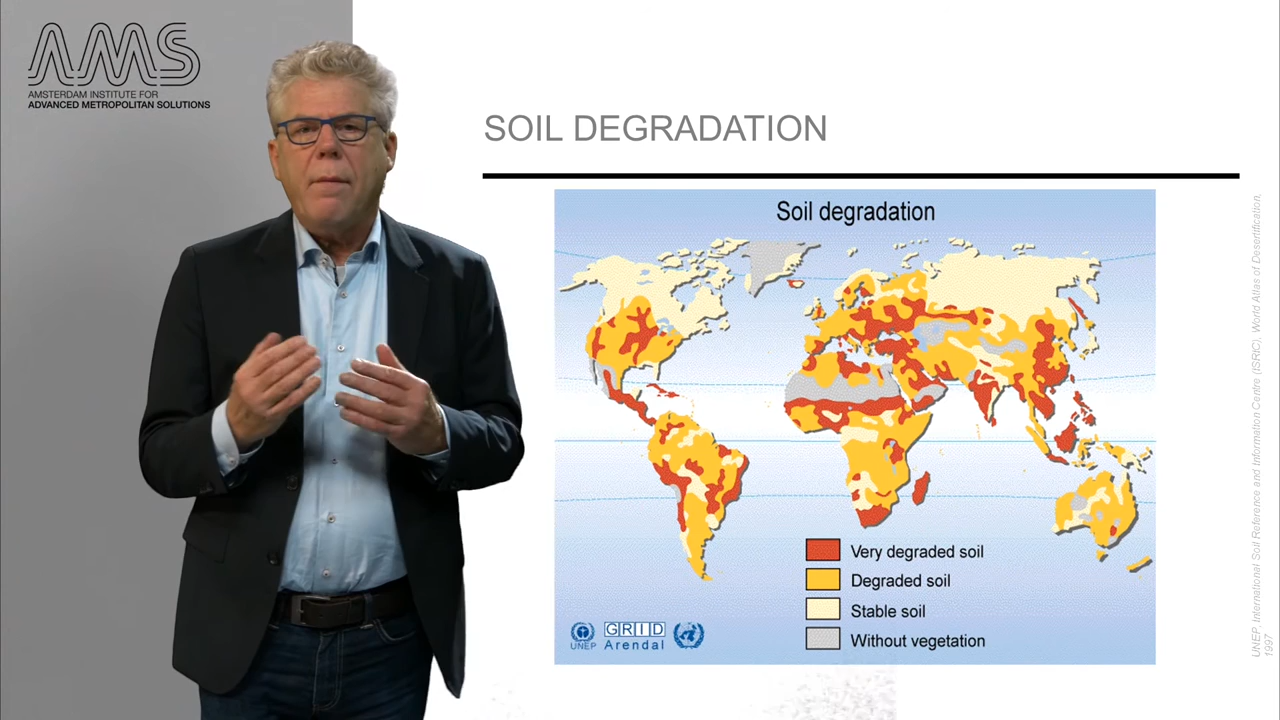 AMS
AMSTERDAM INSTITUTE FOR
ADVANCED METROPOLITAN SOLUTIONS
SOIL DEGRADATION
Soil degradation
Very degraded soil
Degraded soil
Stable soil
Without vegetation
UNEP
GRID
Arendal
UNEP, International Soil Reference and Information Centre (ISRIC), World Atlas of Desertification,
1997